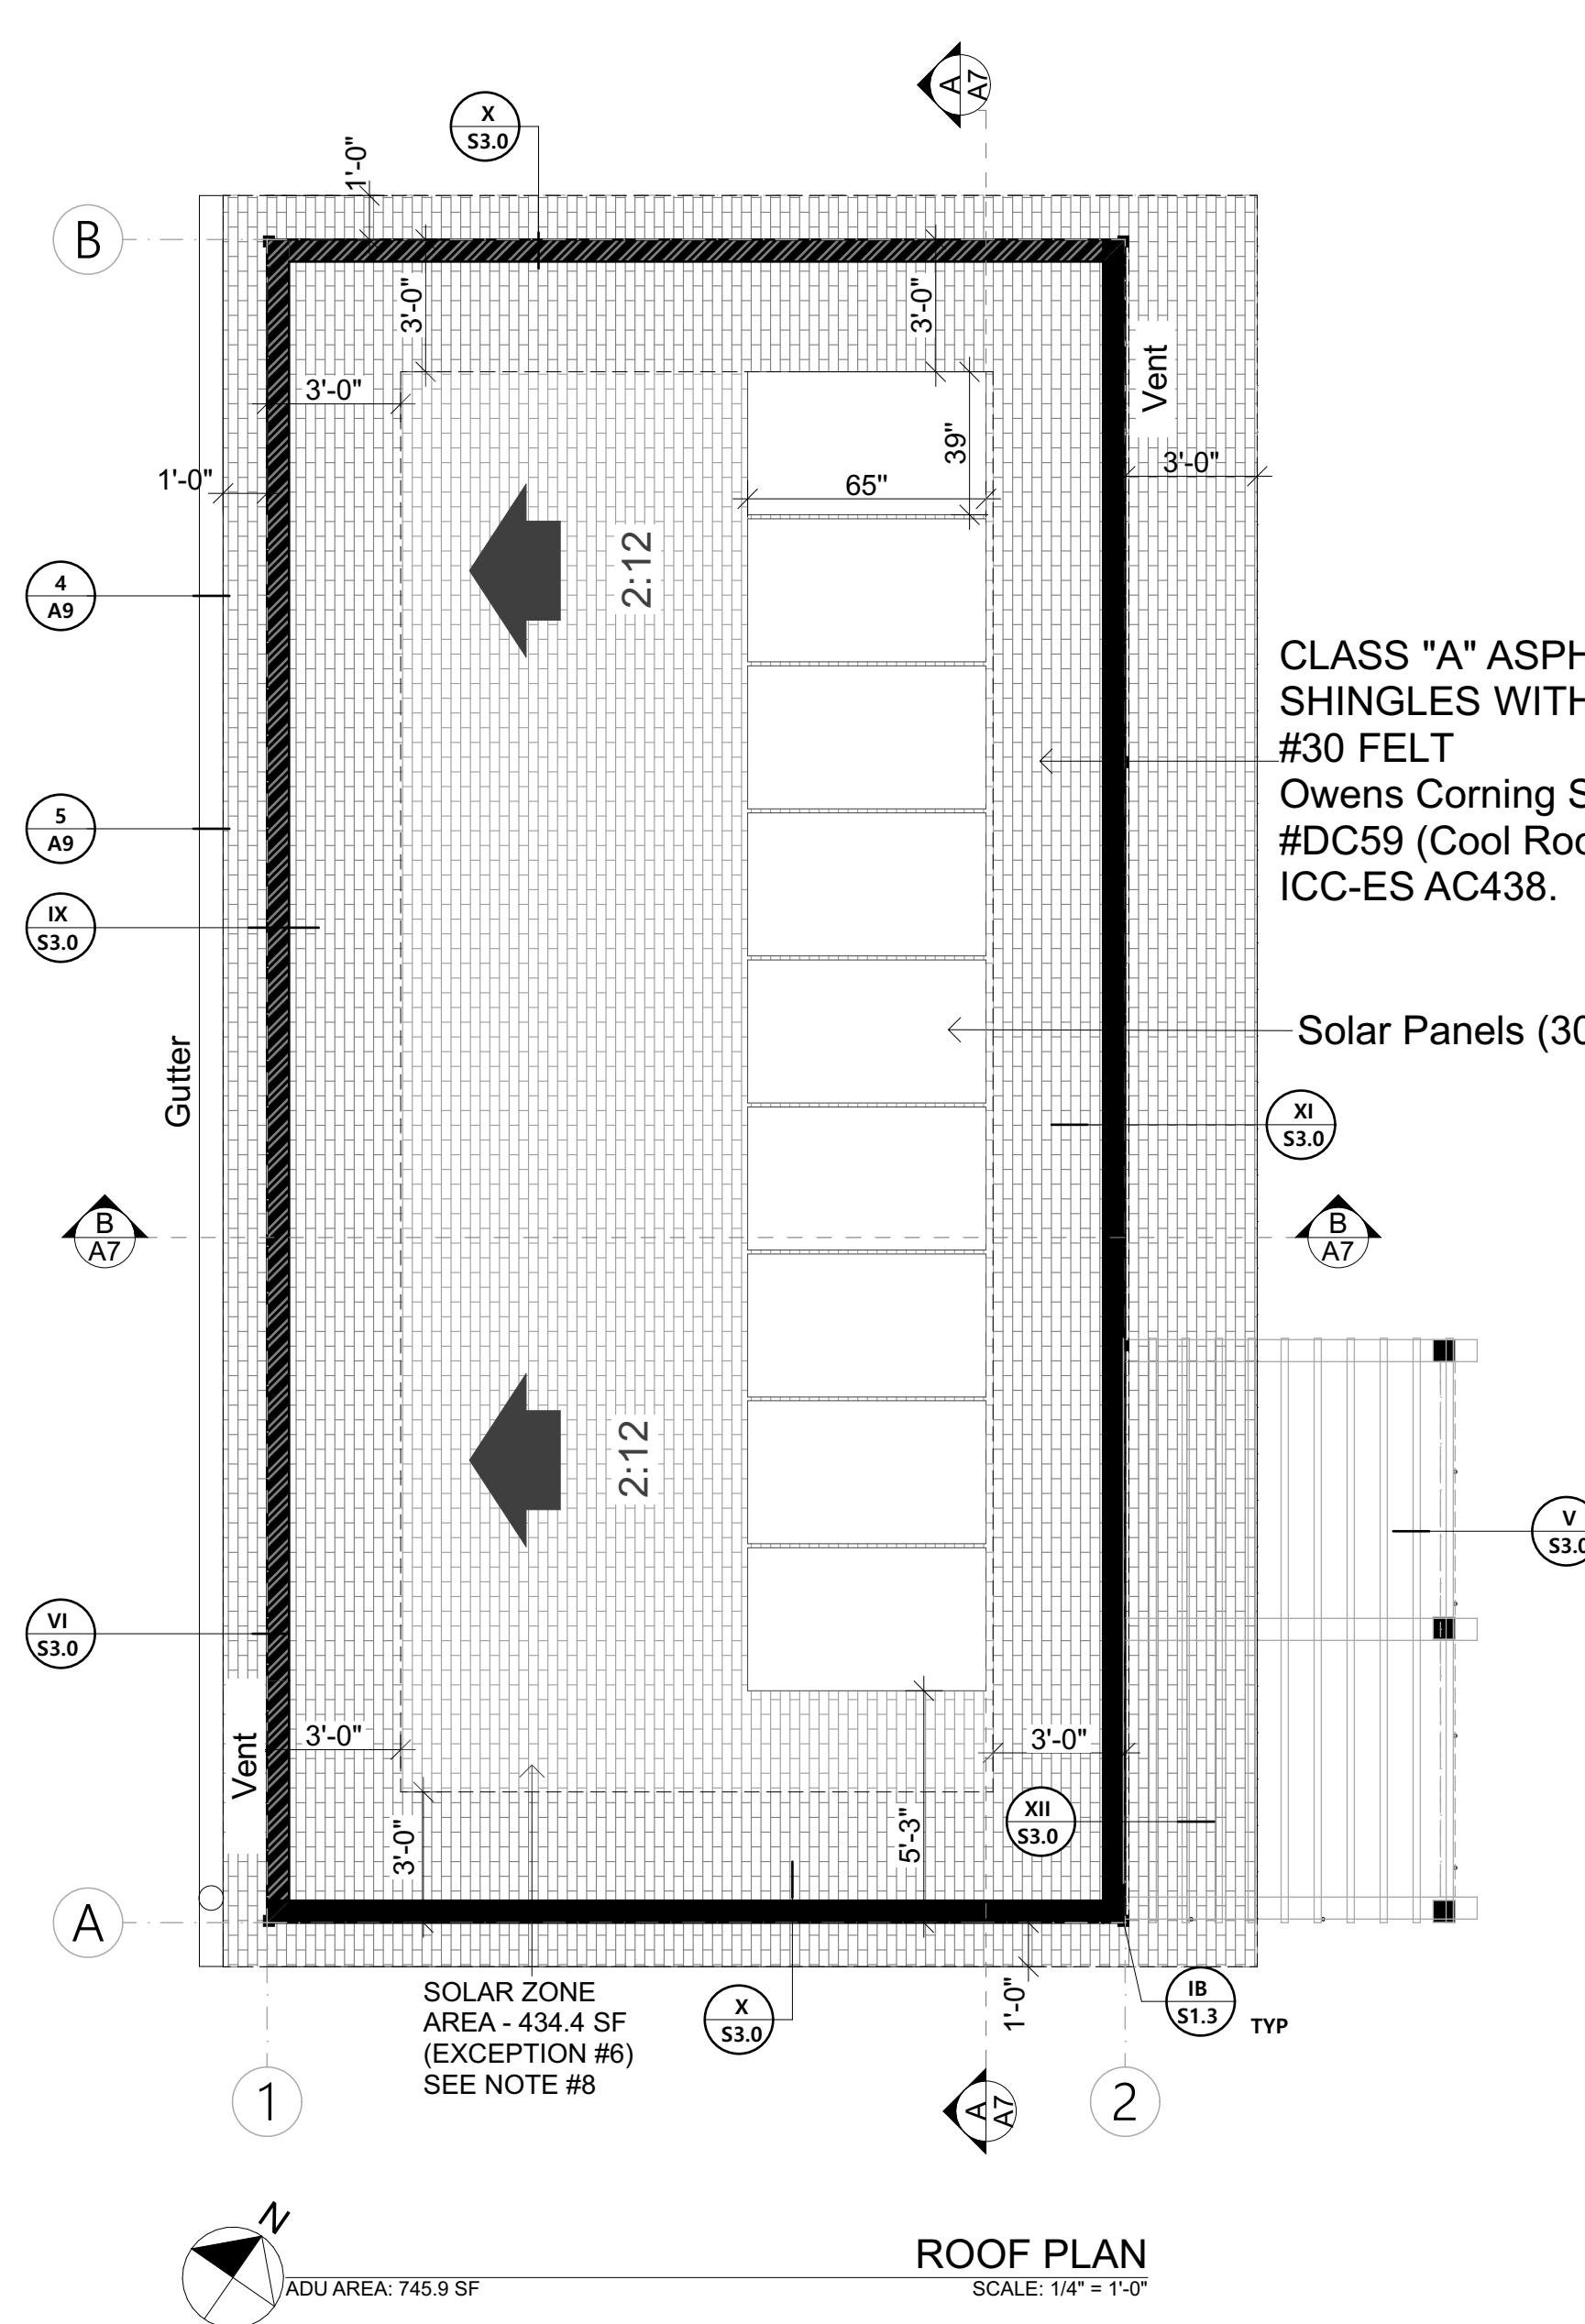 A
A7
X
S3.0
1'-0"
B
3'-0"
3'-0"
Vent
3'-0"
39"
3'-0"
1'-0"
65"
2:12
4
A9
CLASS "A" ASPH
SHINGLES WITH
#30 FELT
Owens Corning S
#DC59 (Cool Roo
ICC-ES AC438.
5
A9
IX
S3.0
Solar Panels (30
Gutter
XI
S3.0
B
A7
B
A7
2:12
V
S3.0
VI
S3.0
Vent
3'-0"
3'-0"
3'-0"
5'-3"
XII
S3.0
A
SOLAR ZONE
AREA - 434.4 SF
(EXCEPTION #6)
SEE NOTE #8
X
S3.0
1'-0"
IB
S1.3
TYP
1
A
A7
2
N
ROOF PLAN
ADU AREA: 745.9 SF
SCALE: 1/4" = 1'-0"